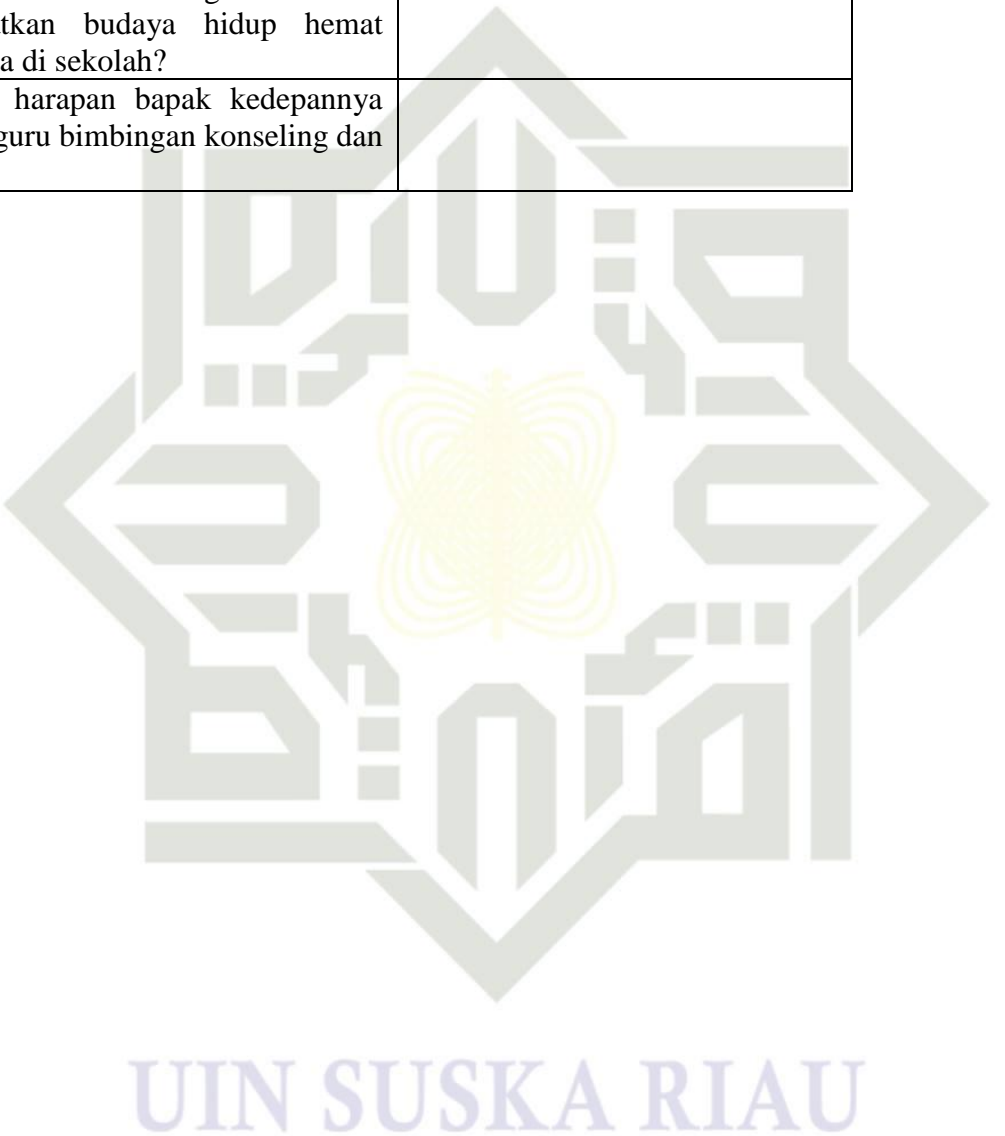 tkan budaya hidup hemat
a di sekolah?
harapan bapak kedepannya
guru bimbingan konseling dan
UIN SUSKA RIAU